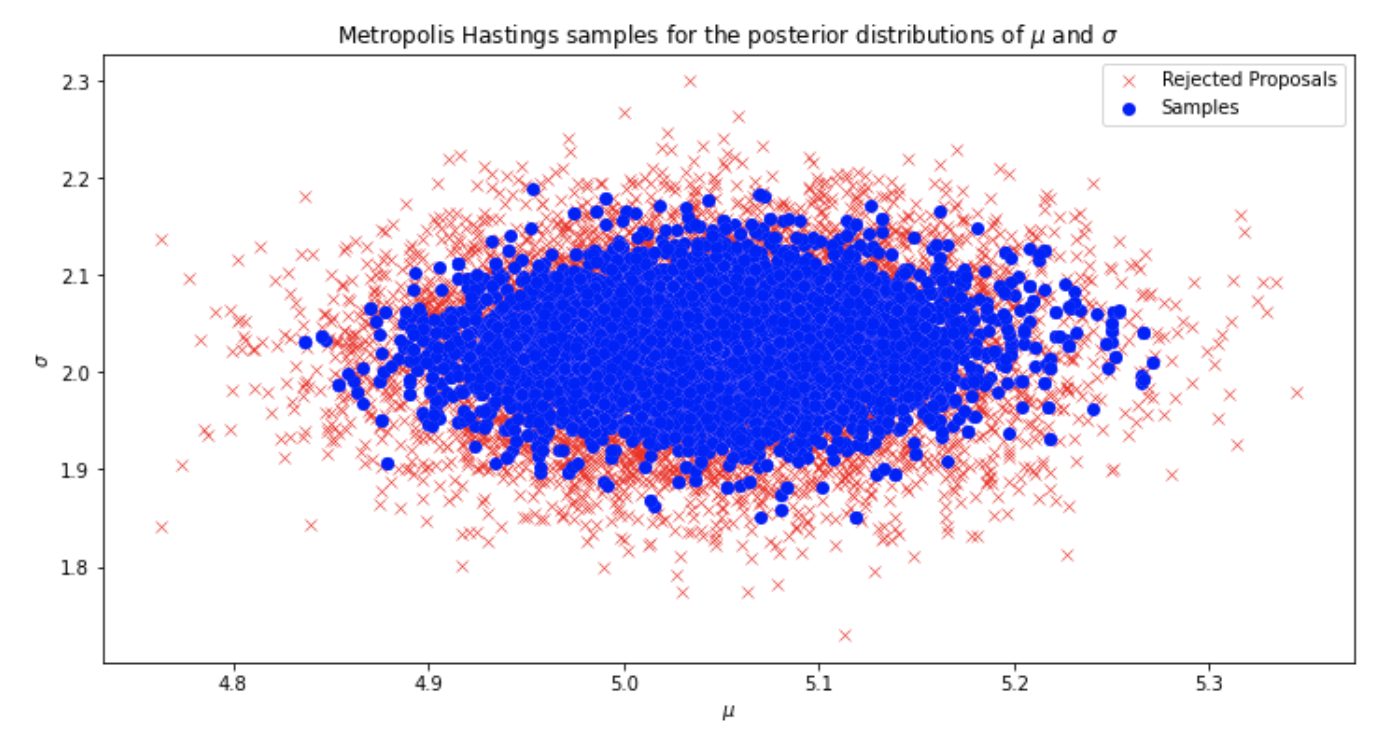 Metropolis Hastings samples for the posterior distributions of μ and σ
Rejected Proposals
Samples
2.3
2.2
2.1
2.0
1.9
1.8
σ
4.8 4.9 5.0 5.1 5.2 5.3
μ